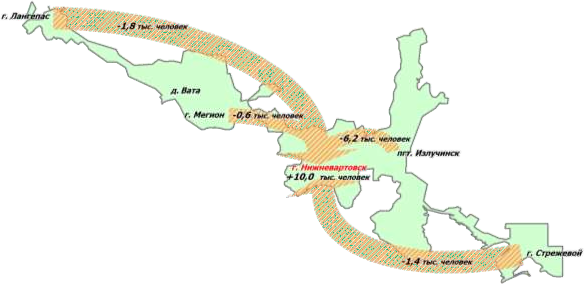 г. Лангепас
-1,8 тыс. человек
д. Вата
г. Мегион
-0,6 тыс. человек
-6,2 тыс. человек
пгт. Излучинск
г. Нижневартовск
+10,0 тыс. человек
г. Стрежевой
-1,4 тыс. человек